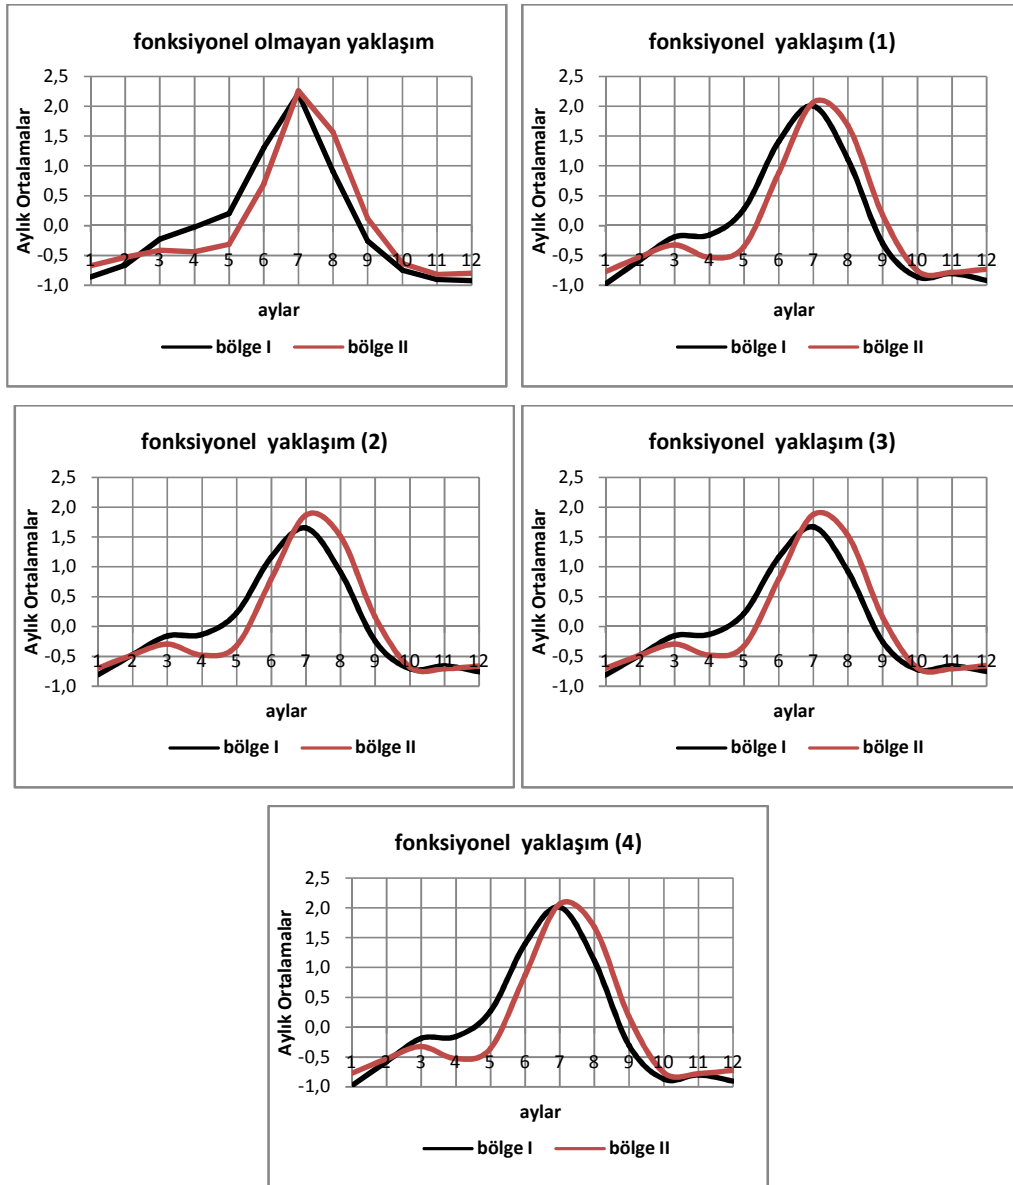 fonksiyonel olmayan yaklaşım
2,5
2,0
1,5
1,0
0,5
0,0
-0,5
-1,0
Aylık Ortalamalar
1 2 3 4 5 6 7 8 9 10 11 12
aylar
bölge I bölge II
fonksiyonel yaklaşım (1)
2,5
2,0
1,5
1,0
0,5
0,0
-0,5
-1,0
Aylık Ortalamalar
1 2 3 4 5 6 7 8 9 10 11 12
aylar
bölge I bölge II
fonksiyonel yaklaşım (2)
2,5
2,0
1,5
1,0
0,5
0,0
-0,5
-1,0
Aylık Ortalamalar
1 2 3 4 5 6 7 8 9 10 11 12
aylar
bölge I bölge II
fonksiyonel yaklaşım (3)
2,5
2,0
1,5
1,0
0,5
0,0
-0,5
-1,0
Aylık Ortalamalar
1 2 3 4 5 6 7 8 9 10 11 12
aylar
bölge I bölge II
fonksiyonel yaklaşım (4)
2,5
2,0
1,5
1,0
0,5
0,0
-0,5
-1,0
Aylık Ortalamalar
1 2 3 4 5 6 7 8 9 10 11 12
aylar
bölge I bölge II